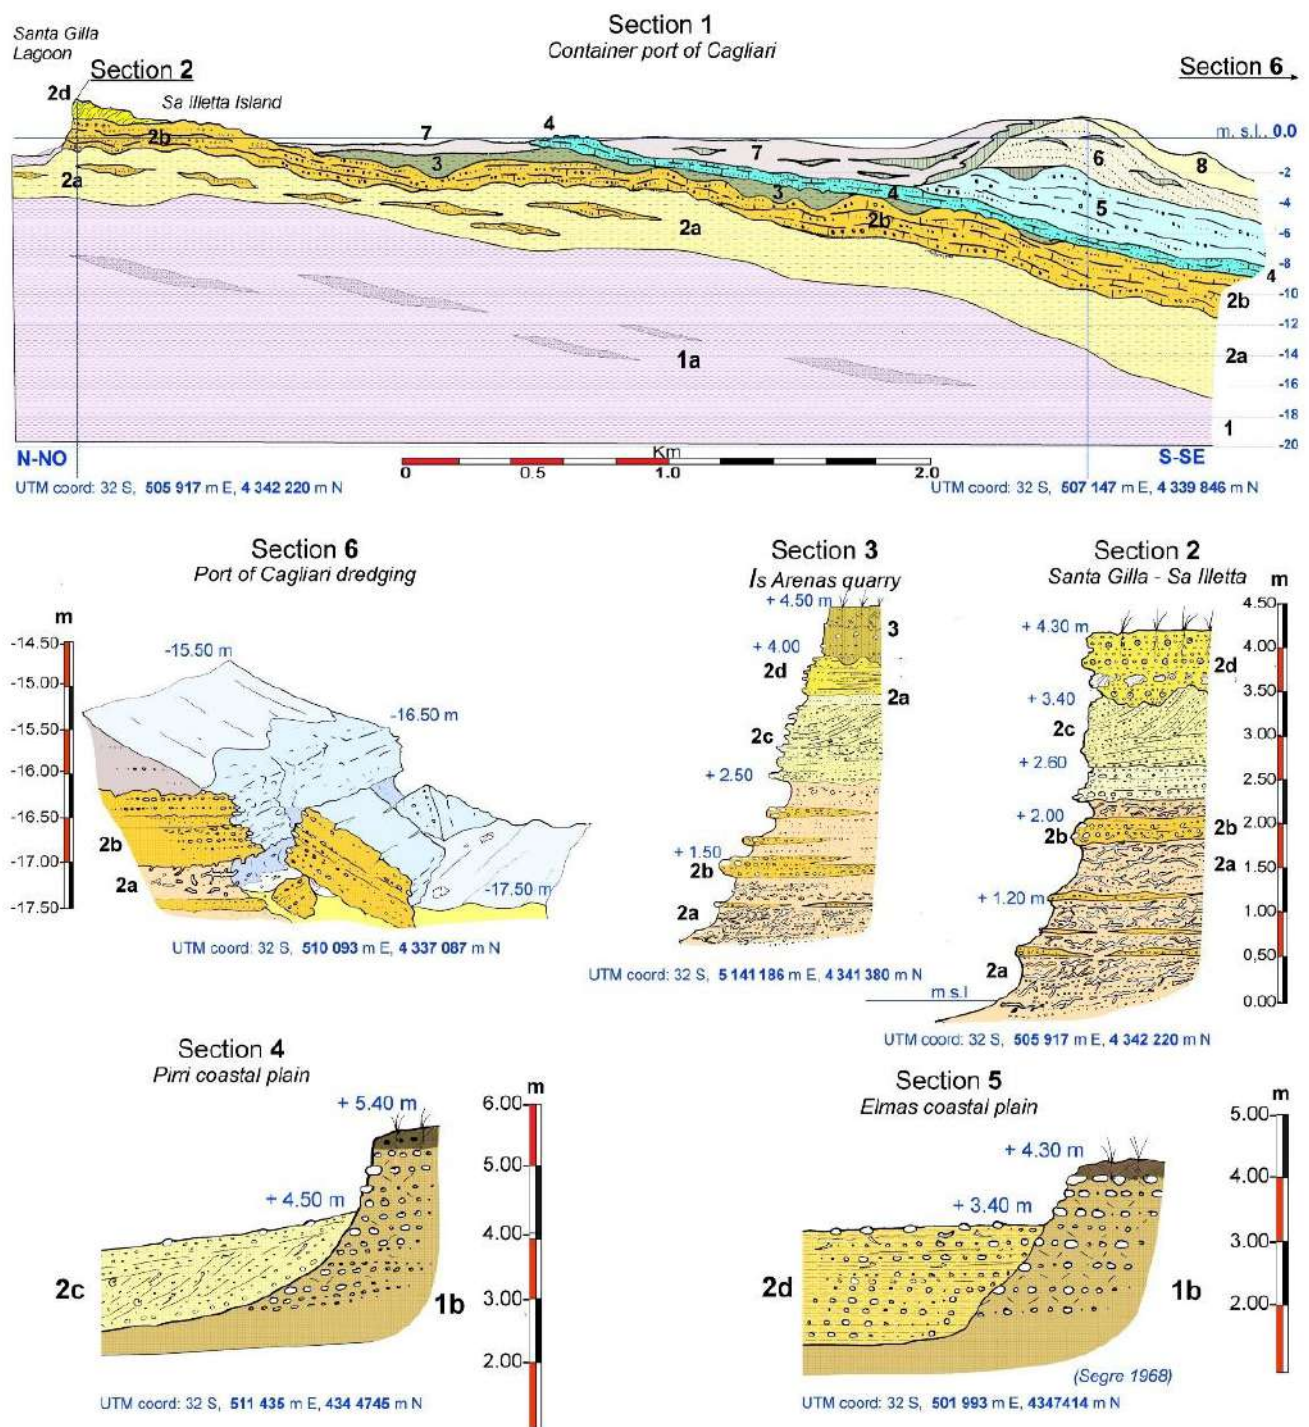 Section 1
Container port of Cagliari
Santa Gilla
Lagoon
Section 2
Section 6
2d
Sa Illetta Island
2b
7
4
m. s.l.. 0.0
2a
3
7
6
8
-2
3
4
5
-4
2a
2b
-6
-8
4
-10
2b
-12
1a
2a
-14
-16
-18
1
-20
N-NO
Km
S-SE
0
0.5
1.0
2.0
UTM coord: 32 S, 505 917 m E, 4 342 220 m N
UTM coord: 32 S, 507 147 m E, 4 339 846 m N
Section 6
Port of Cagliari dredging
m
-14.50
-15.00
-15.50
-16.00
-16.50
-17.00
-17.50
-15.50 m
-16.50 m
2b
2a
-17.50 m
UTM coord: 32 S, 510 093 m E, 4 337 087 m N
Section 3
Is Arenas quarry
+ 4.50 m
3
+ 4.00
2d
2a
2c
+ 2.50
+ 1.50
2b
2a
UTM coord: 32 S, 5 141 186 m E, 4 341 380 m N
Section 2
Santa Gilla - Sa Illetta
m
4.50
4.00
3.50
3.00
2.50
2.00
1.50
1.00
0.50
0.00
+ 4.30 m
2d
+ 3.40
2c
+ 2.60
+ 2.00
2b
2b
2a
+ 1.20 m
2a
m s.l
UTM coord: 32 S, 505 917 m E, 4 342 220 m N
Section 4
Pirri coastal plain
m
+ 5.40 m
6.00
5.00
+ 4.50 m
4.00
2c
1b
3.00
2.00
UTM coord: 32 S, 511 435 m E, 434 4745 m N
Section 5
Elmas coastal plain
m
5.00
+ 4.30 m
4.00
+ 3.40 m
3.00
2d
1b
2.00
(Segre 1968)
UTM coord: 32 S, 501 993 m E, 4347414 m N